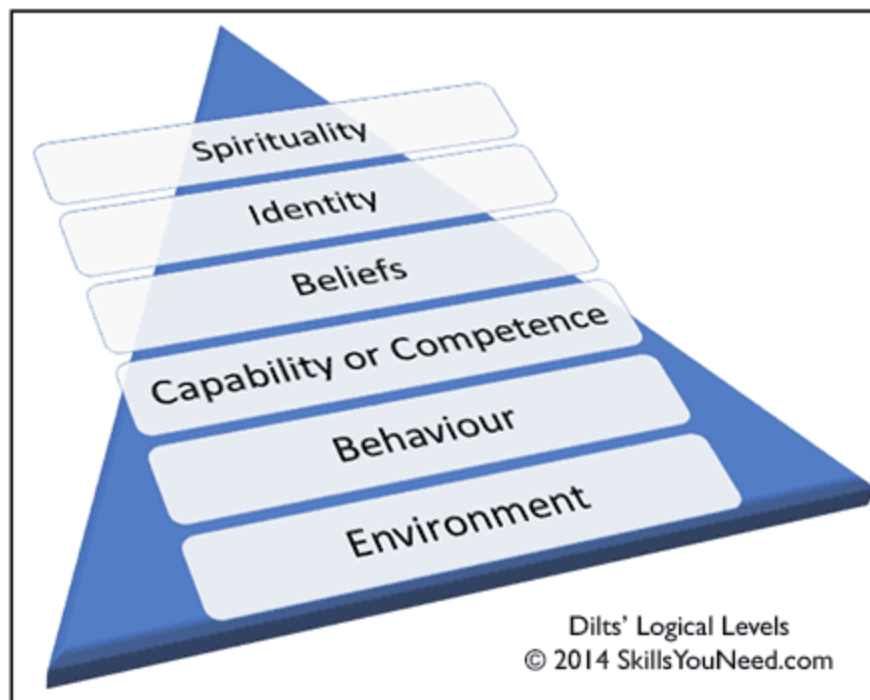 Spirituality
Identity
Beliefs
Capability or Competence
Behaviour
Environment
Dilts’ Logical Levels
© 2014 SkillsYouNeed.com